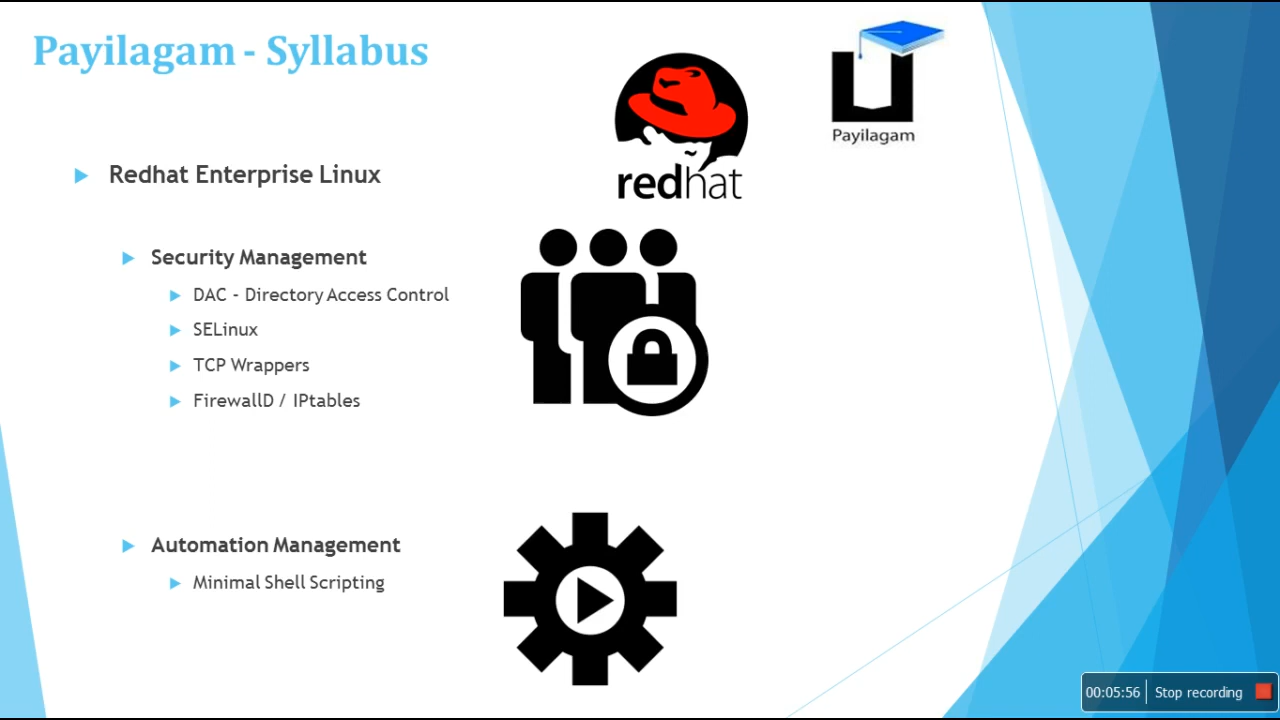 Payilagam - Syllabus
redhat
Payilagam
Redhat Enterprise Linux
Security Management
DAC - Directory Access Control
SELinux
TCP Wrappers
FirewallD / IPtables
Automation Management
Minimal Shell Scripting
00:05:56 Stop recording